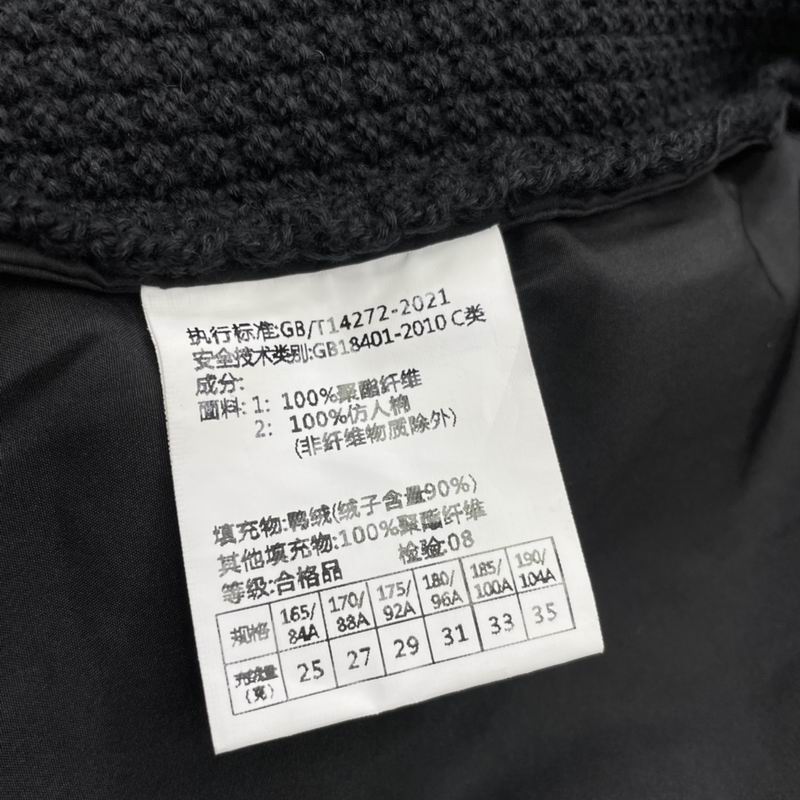 执行标准:GB/T14272-2021
安全技术类别:GB18401-2010 C类
成分:
面料: 1: 100%聚酯纤维
2: 100%仿人棉
(非纤维物质除外)
填充物:鸭绒(绒子含量90%)
其他填充物:100%聚酯纤维
等级:合格品 检验:08
规格 165/84A 170/88A 175/92A 180/96A 185/100A 190/104A
充绒量(克) 25 27 29 31 33 35